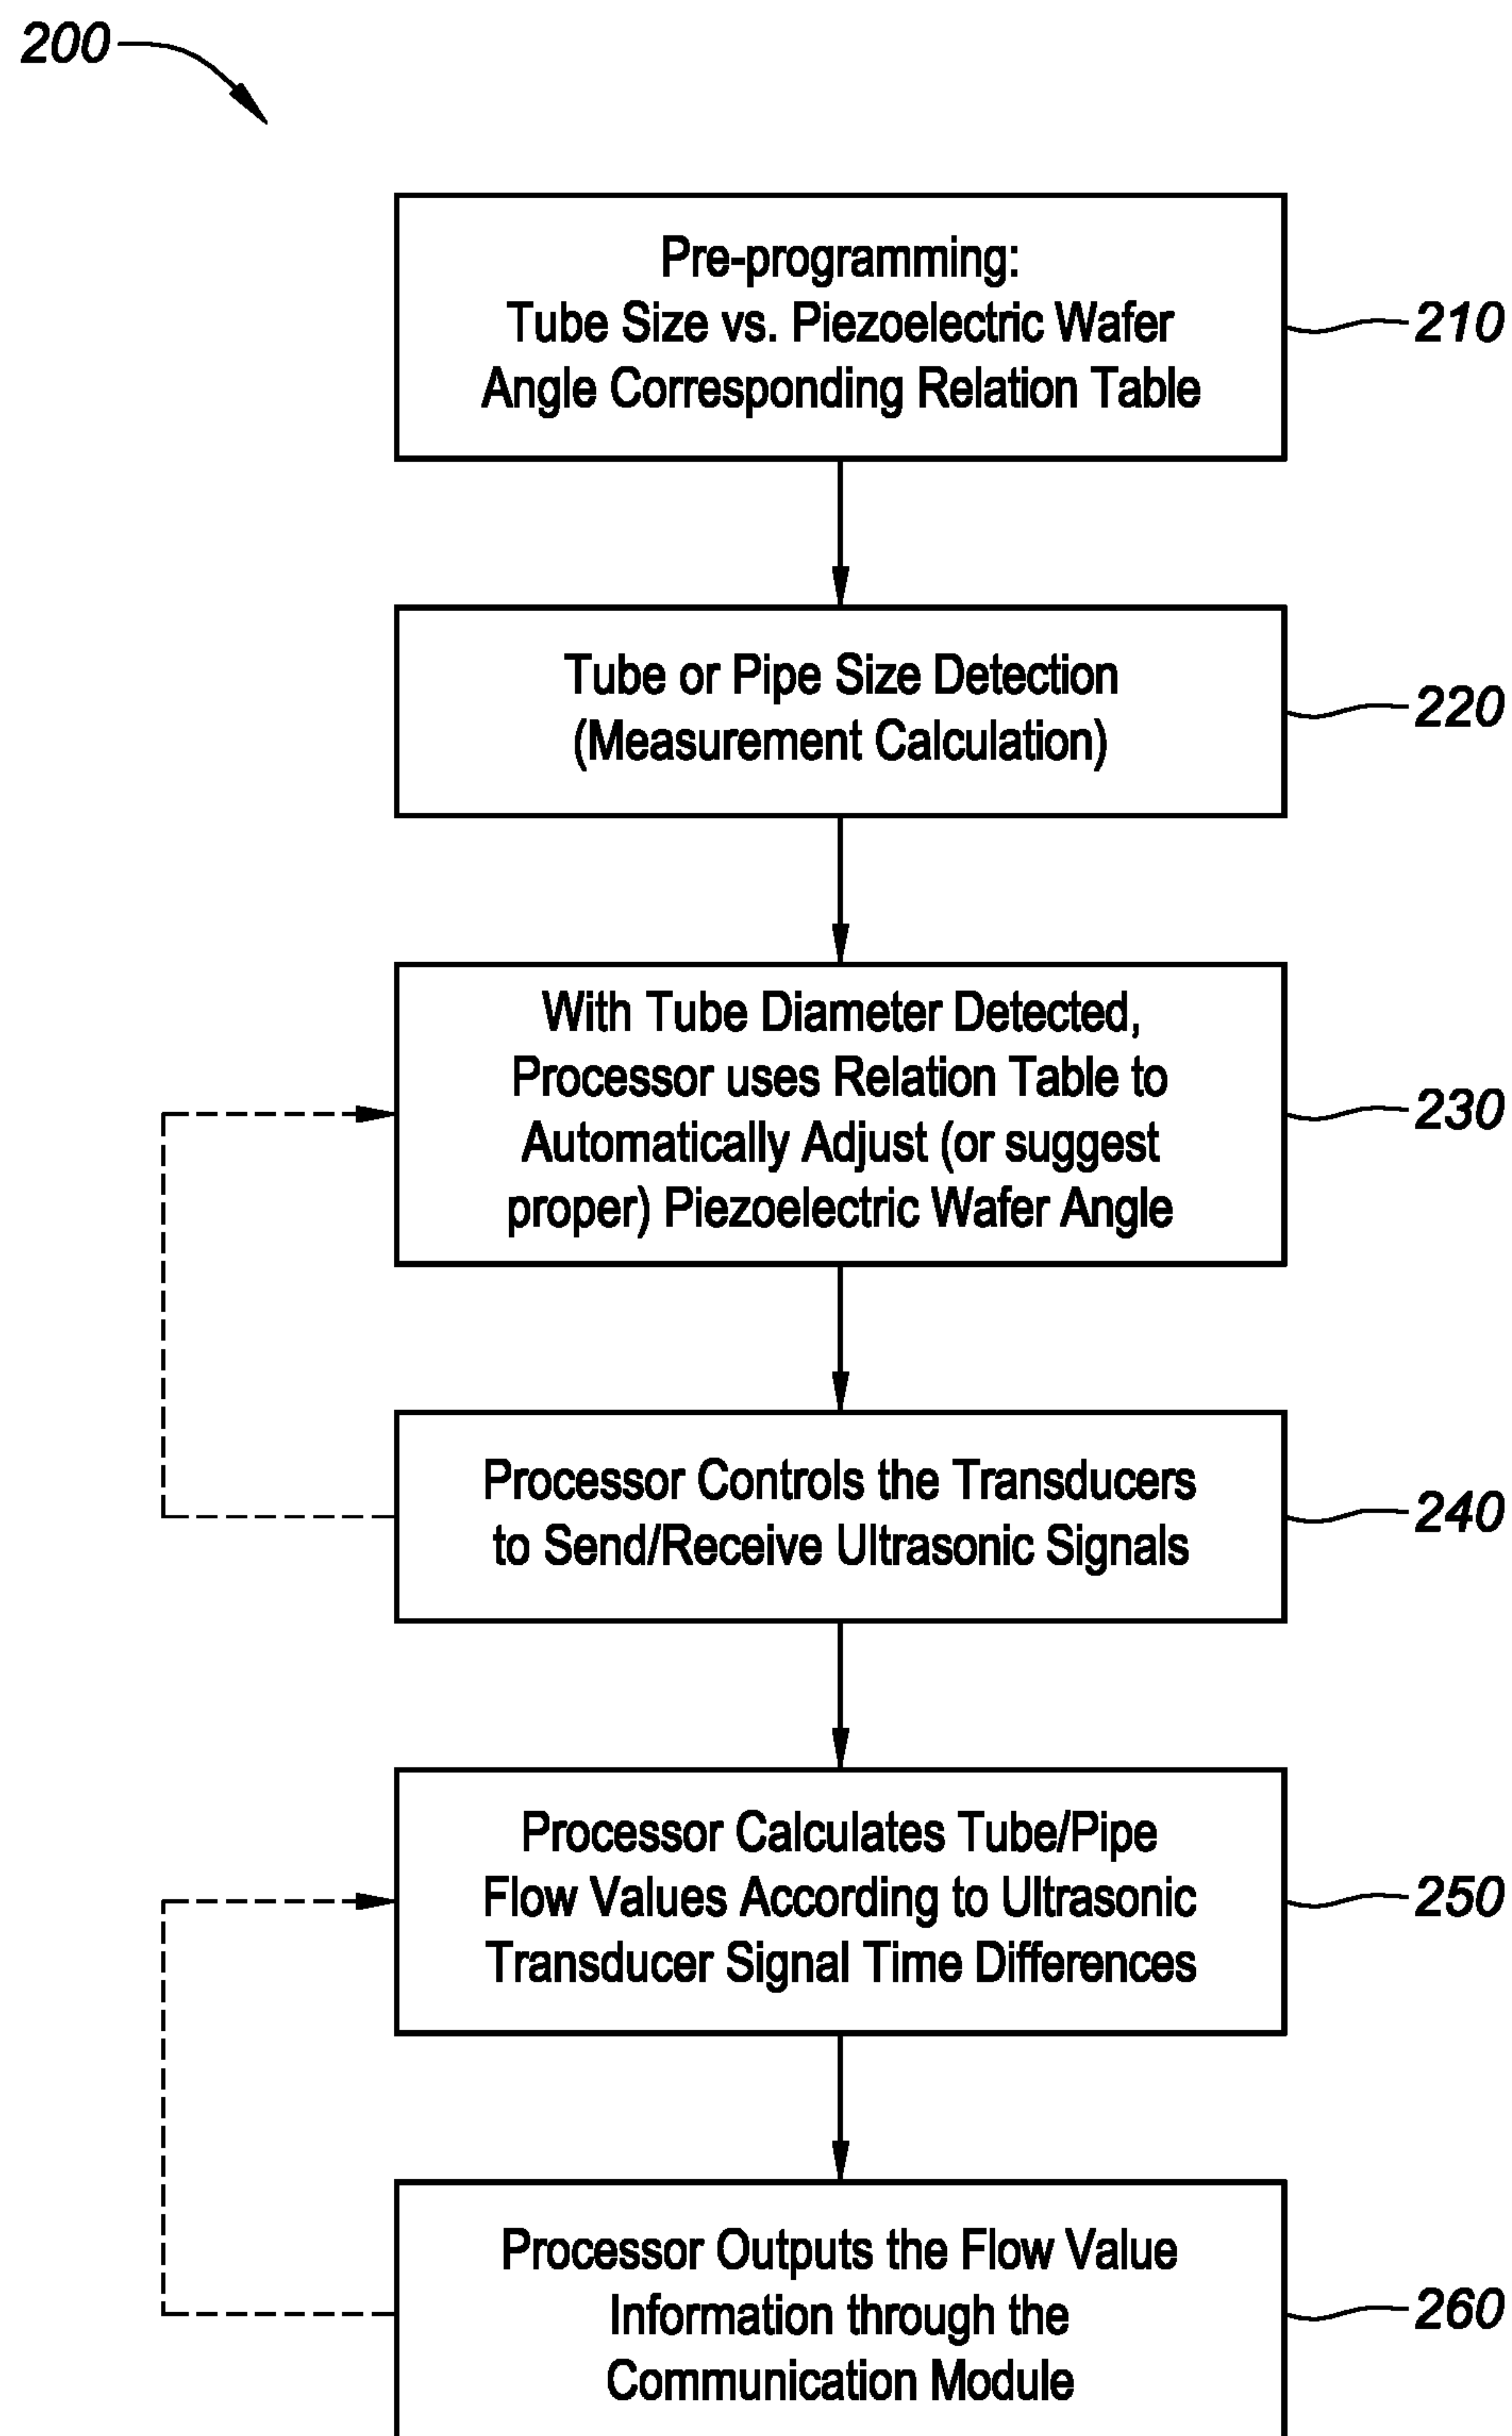 200
Pre-programming:
Tube Size vs. Piezoelectric Wafer
Angle Corresponding Relation Table
210
Tube or Pipe Size Detection
(Measurement Calculation)
220
With Tube Diameter Detected,
Processor uses Relation Table to
Automatically Adjust (or suggest
proper) Piezoelectric Wafer Angle
230
Processor Controls the Transducers
to Send/Receive Ultrasonic Signals
240
Processor Calculates Tube/Pipe
Flow Values According to Ultrasonic
Transducer Signal Time Differences
250
Processor Outputs the Flow Value
Information through the
Communication Module
260